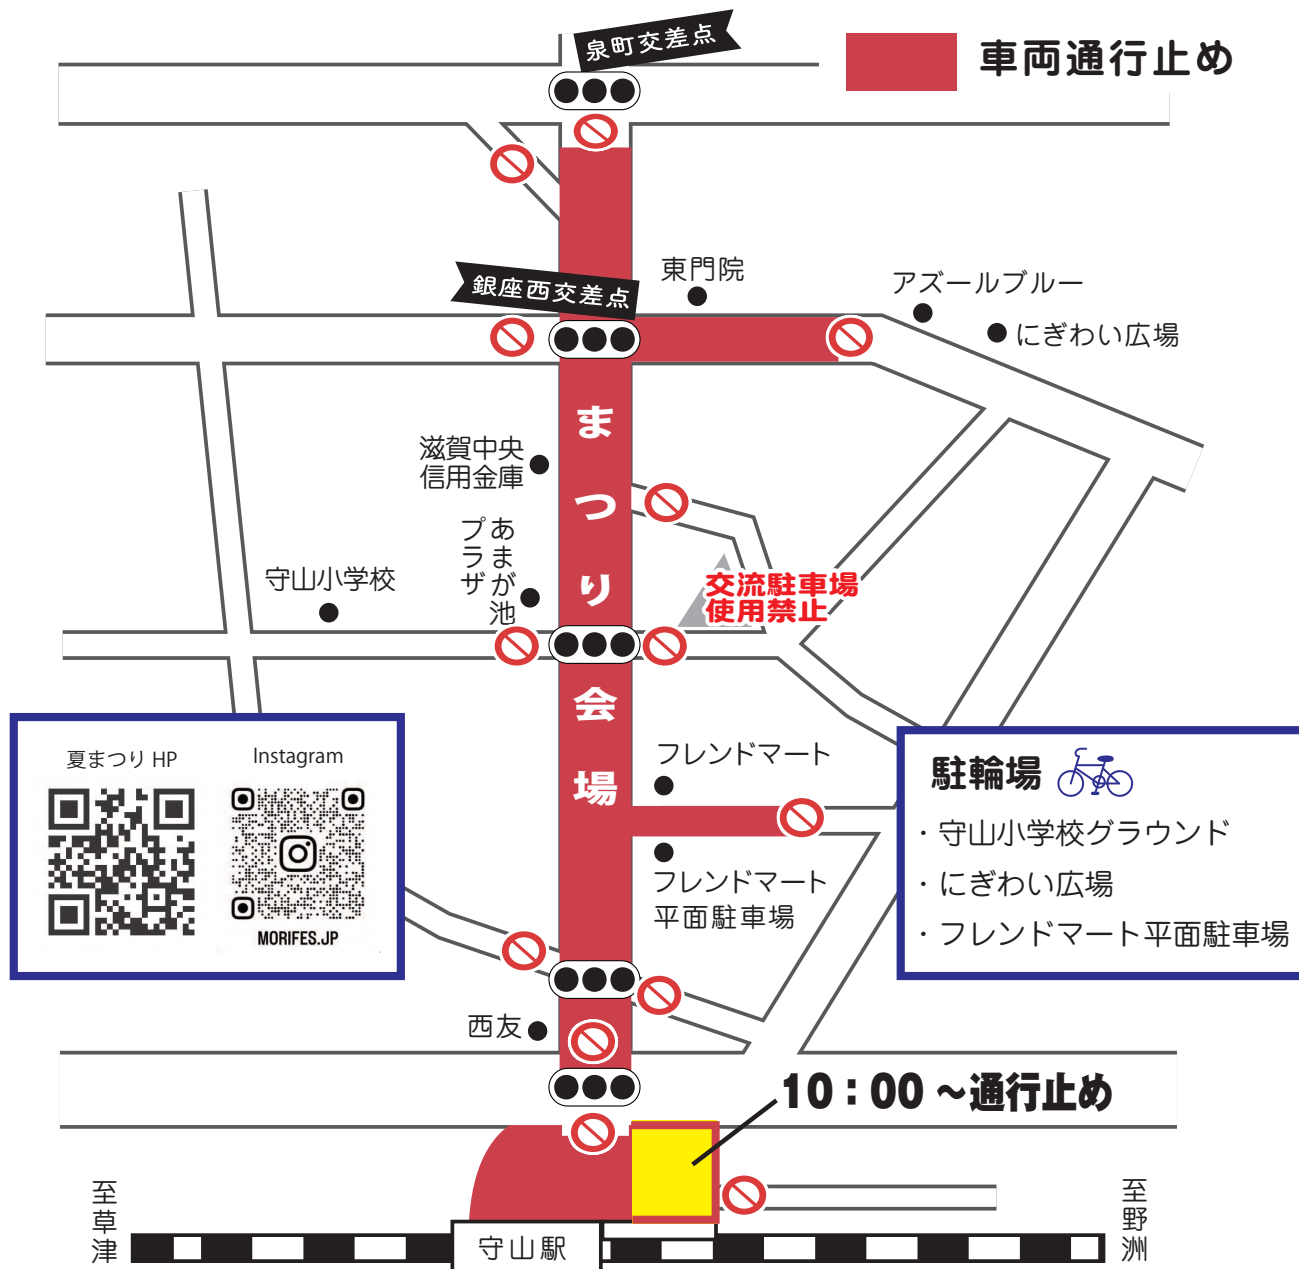 泉町交差点
車両通行止め
東門院
銀座西交差点
アズールブルー
にぎわい広場
まつり会場
滋賀中央
信用金庫
あまが池
プラザ
守山小学校
交流駐車場
使用禁止
夏まつり HP
Instagram
MORIFES.JP
フレンドマート
フレンドマート
平面駐車場
駐輪場
・守山小学校グラウンド
・にぎわい広場
・フレンドマート平面駐車場
西友
10：00 ～通行止め
至草津
守山駅
至野洲